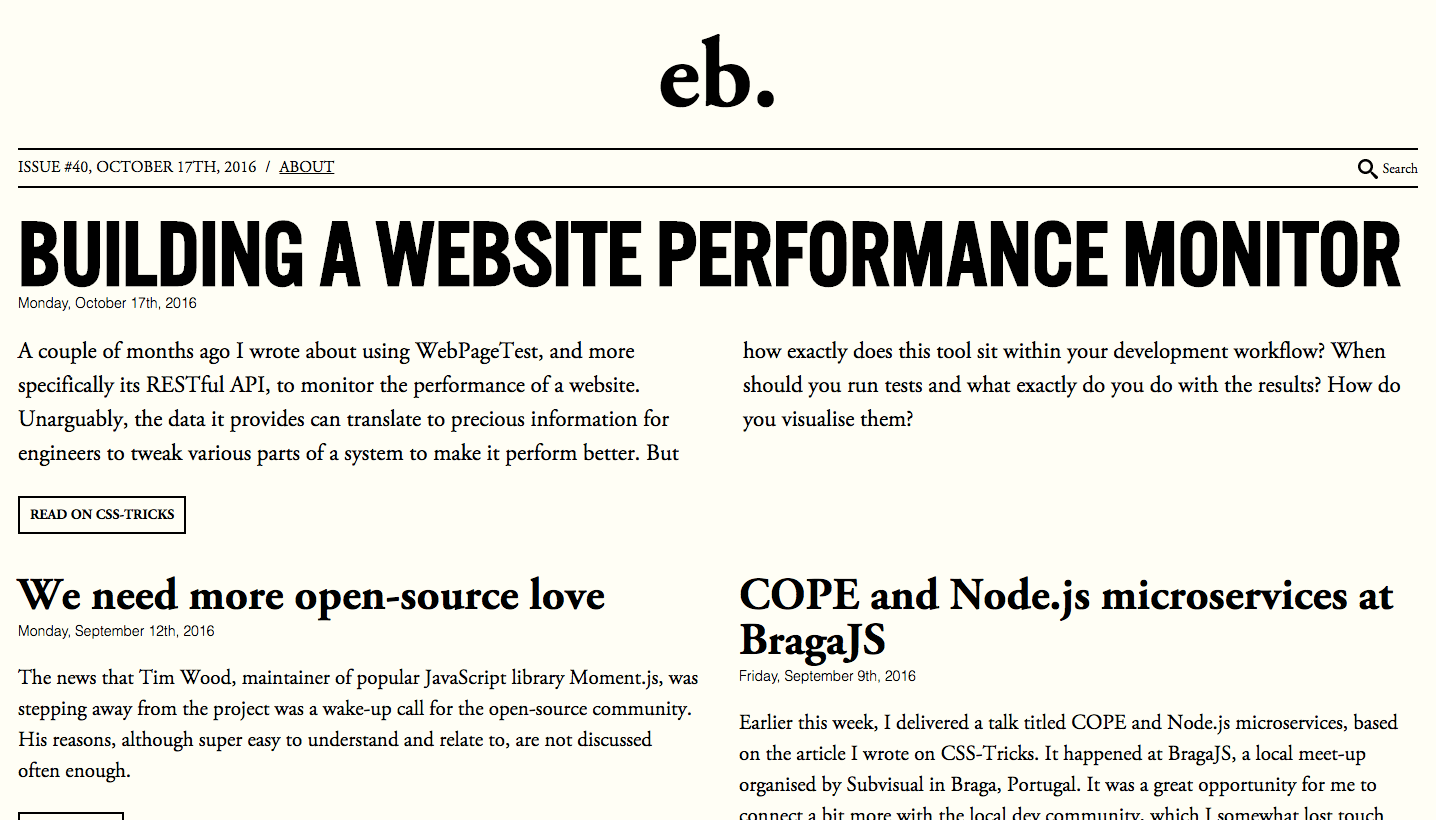 eb.
ISSUE #40, OCTOBER 17TH, 2016 / ABOUT
Search
BUILDING A WEBSITE PERFORMANCE MONITOR
Monday, October 17th, 2016
A couple of months ago I wrote about using WebPageTest, and more
specifically its RESTful API, to monitor the performance of a website.
Unarguably, the data it provides can translate to precious information for
engineers to tweak various parts of a system to make it perform better. But
how exactly does this tool sit within your development workflow? When
should you run tests and what exactly do you do with the results? How do
you visualise them?
READ ON CSS-TRICKS
We need more open-source love
Monday, September 12th, 2016
The news that Tim Wood, maintainer of popular JavaScript library Moment.js, was
stepping away from the project was a wake-up call for the open-source community.
His reasons, although super easy to understand and relate to, are not discussed
often enough.
COPE and Node.js microservices at
BragaJS
Friday, September 9th, 2016
Earlier this week, I delivered a talk titled COPE and Node.js microservices, based
on the article I wrote on CSS-Tricks. It happened at BragaJS, a local meet-up
organised by Subvisual in Braga, Portugal. It was a great opportunity for me to
connect a bit more with the local dev community, which I somewhat lost touch